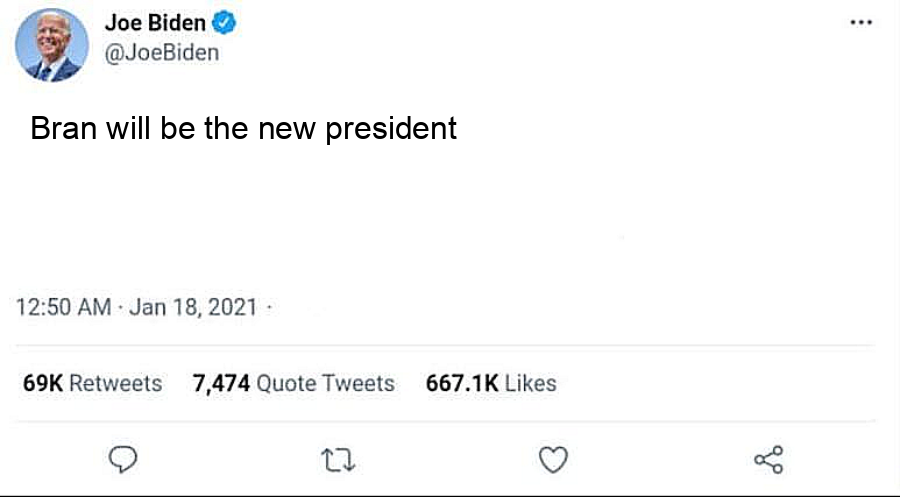 Joe Biden
@JoeBiden
Bran will be the new president
12:50 AM · Jan 18, 2021 ·
69K Retweets 7,474 Quote Tweets 667.1K Likes